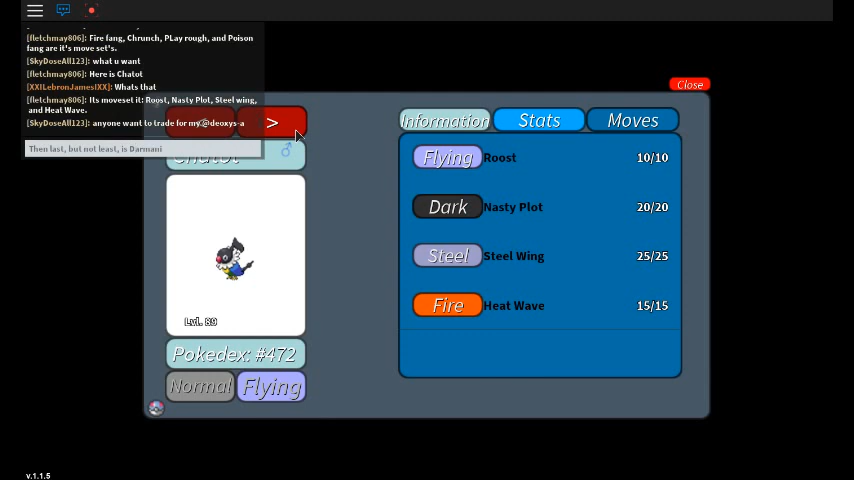 [fletchmay806]: Fire fang, Chrunch, PLay rough, and Poison
fang are it's move set's.
[SkyDoseAll123]: what u want
[fletchmay806]: Here is Chatot
[XXILebronJamesIXX]: Whats that
[fletchmay806]: Its moveset it: Roost, Nasty Plot, Steel wing,
and Heat Wave.
[SkyDoseAll123]: anyone want to trade for my deoxys-a
Then last, but not least, is Darmani
Close
< >
Chatot ♂
Lvl. 89
Pokedex: #472
Normal Flying
Information Stats Moves
Flying Roost 10/10
Dark Nasty Plot 20/20
Steel Steel Wing 25/25
Fire Heat Wave 15/15
v.1.1.5